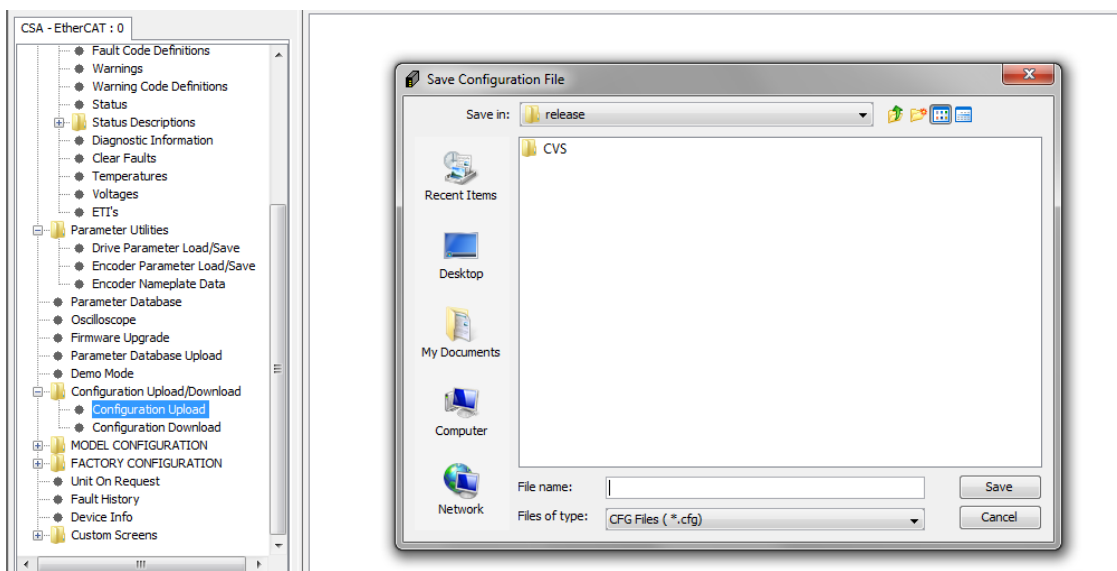 CSA - EtherCAT : 0
Fault Code Definitions
Warnings
Warning Code Definitions
Status
Status Descriptions
Diagnostic Information
Clear Faults
Temperatures
Voltages
ETI's
Parameter Utilities
Drive Parameter Load/Save
Encoder Parameter Load/Save
Encoder Nameplate Data
Parameter Database
Oscilloscope
Firmware Upgrade
Parameter Database Upload
Demo Mode
Configuration Upload/Download
Configuration Upload
Configuration Download
MODEL CONFIGURATION
FACTORY CONFIGURATION
Unit On Request
Fault History
Device Info
Custom Screens
Save Configuration File
Save in: release
CVS
Recent Items
Desktop
My Documents
Computer
Network
File name:
Save
Files of type: CFG Files ( *.cfg)
Cancel